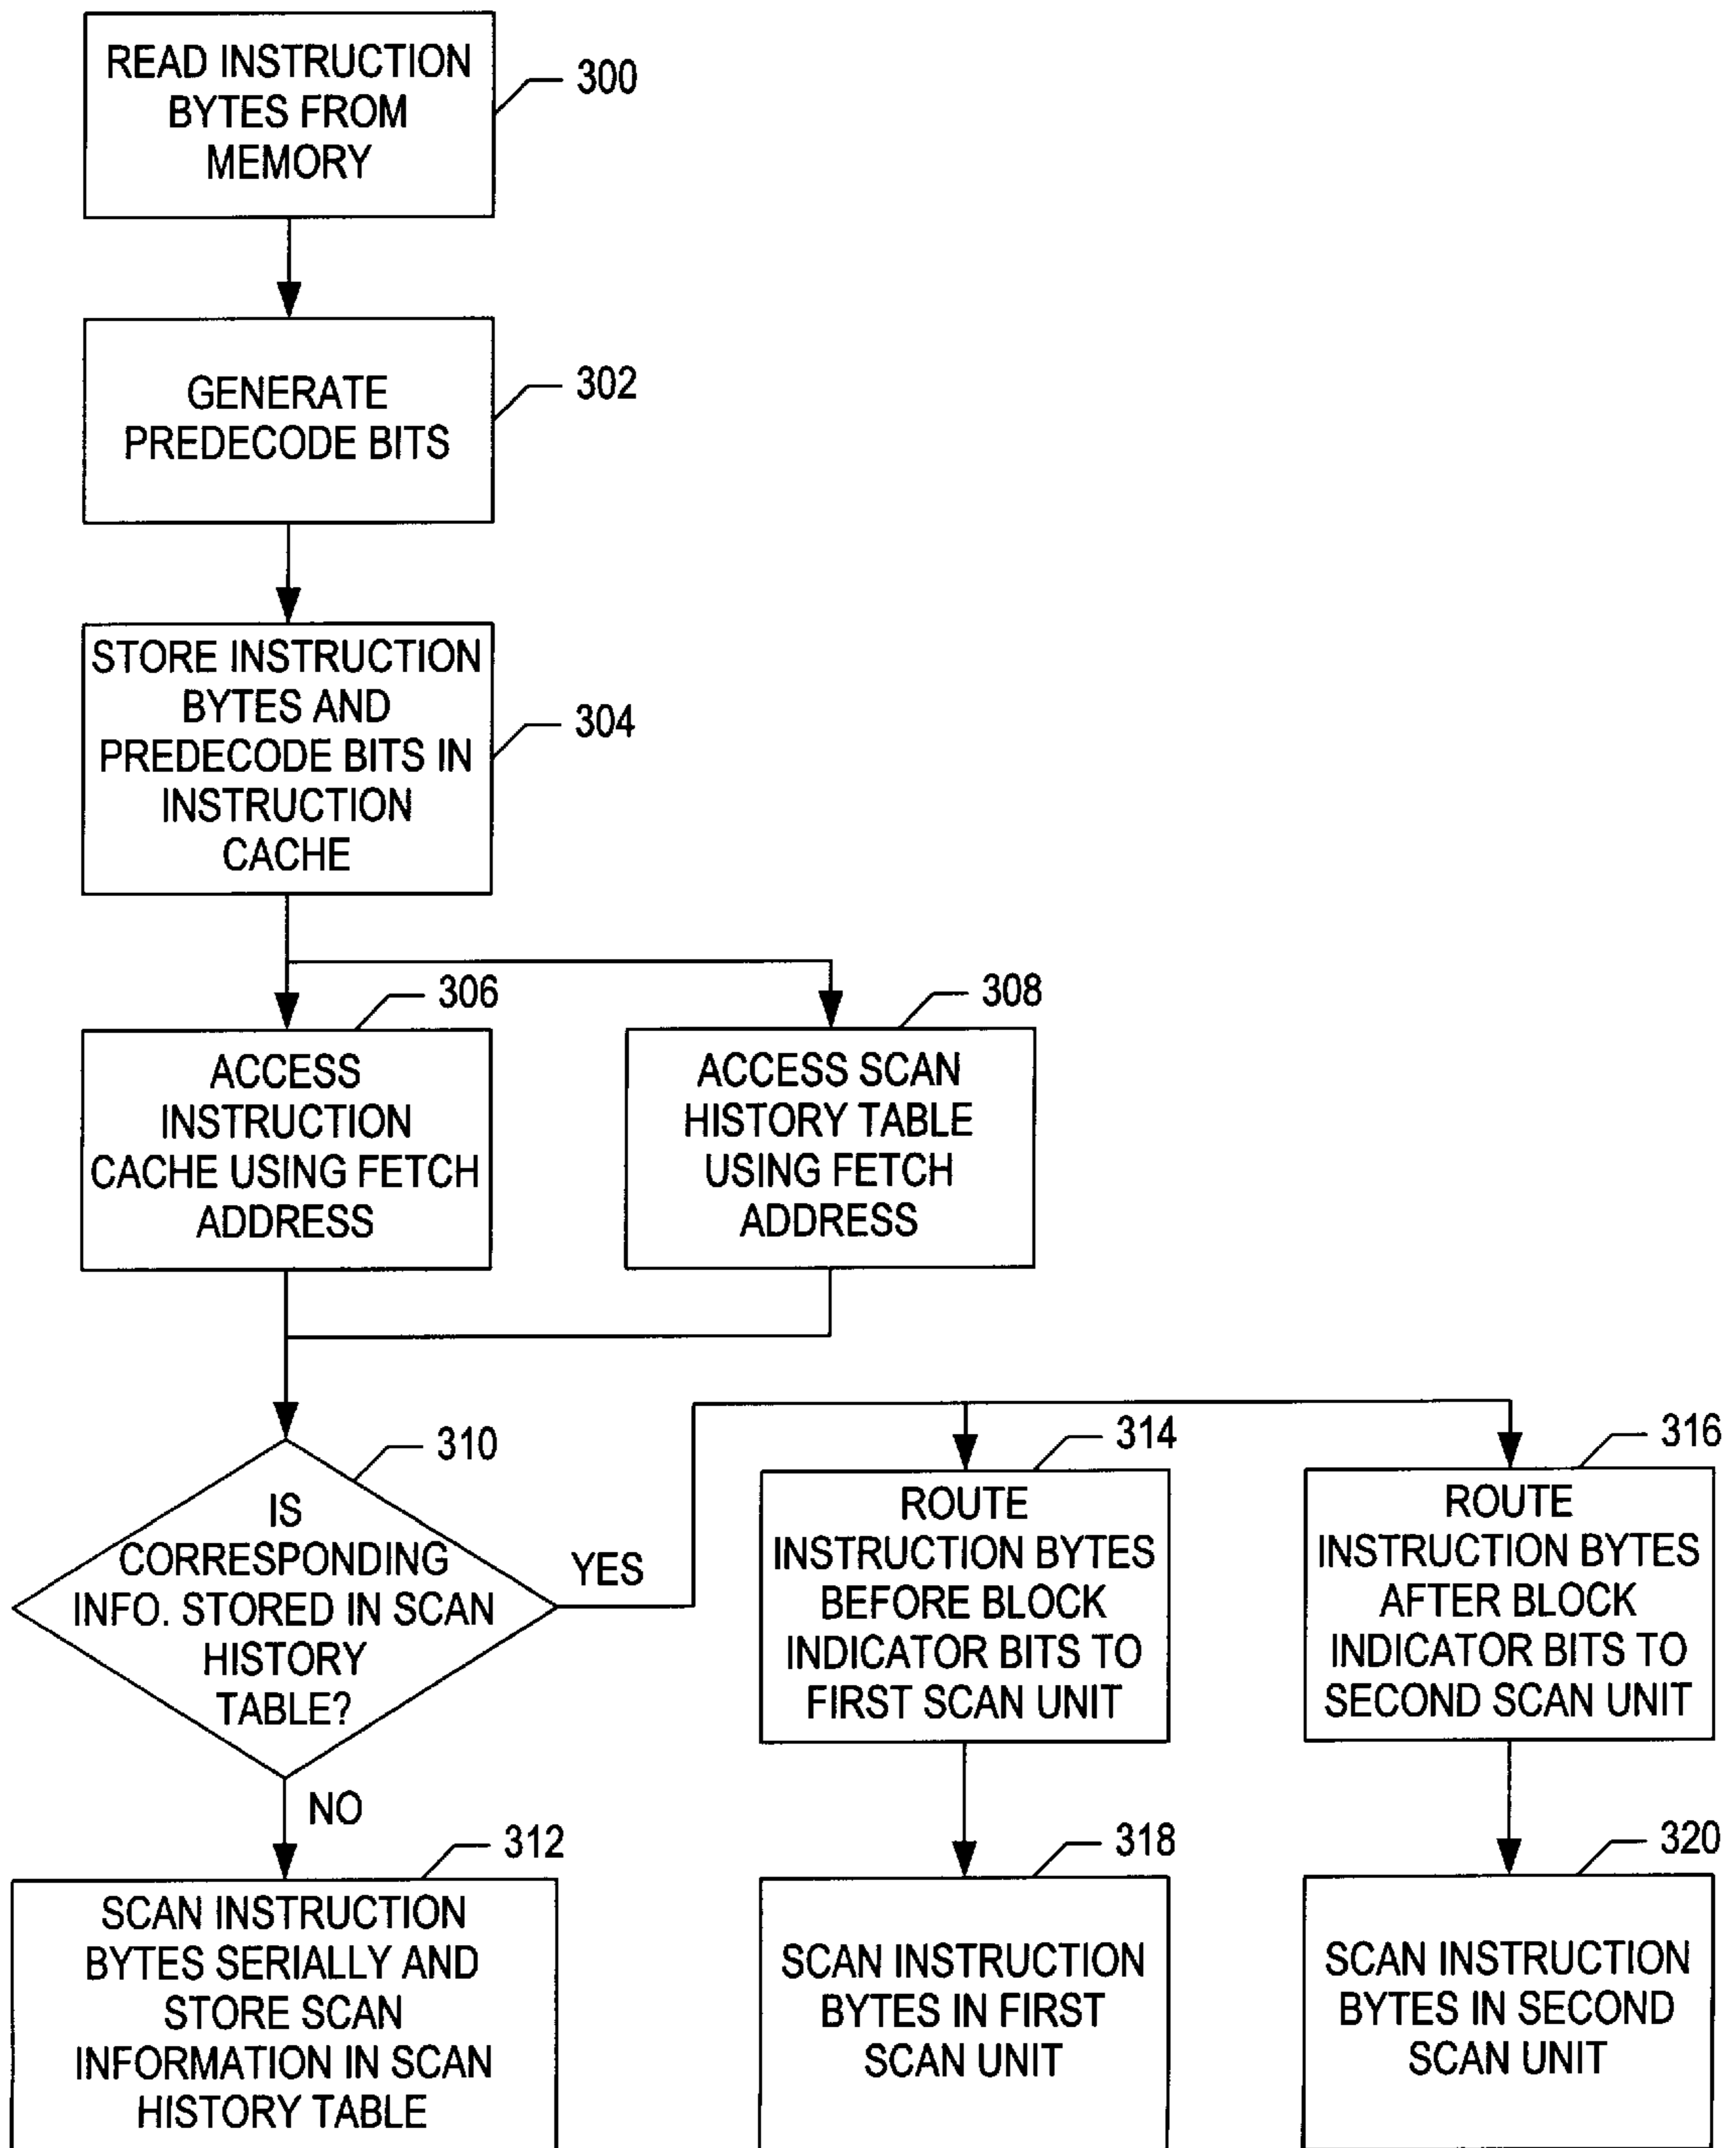 READ INSTRUCTION
BYTES FROM
MEMORY
300
GENERATE
PREDECODE BITS
302
STORE INSTRUCTION
BYTES AND
PREDECODE BITS IN
INSTRUCTION
CACHE
304
306
ACCESS
INSTRUCTION
CACHE USING FETCH
ADDRESS
308
ACCESS SCAN
HISTORY TABLE
USING FETCH
ADDRESS
310
IS
CORRESPONDING
INFO. STORED IN SCAN
HISTORY
TABLE?
YES
NO
314
ROUTE
INSTRUCTION BYTES
BEFORE BLOCK
INDICATOR BITS TO
FIRST SCAN UNIT
316
ROUTE
INSTRUCTION BYTES
AFTER BLOCK
INDICATOR BITS TO
SECOND SCAN UNIT
312
SCAN INSTRUCTION
BYTES SERIALLY AND
STORE SCAN
INFORMATION IN SCAN
HISTORY TABLE
318
SCAN INSTRUCTION
BYTES IN FIRST
SCAN UNIT
320
SCAN INSTRUCTION
BYTES IN SECOND
SCAN UNIT